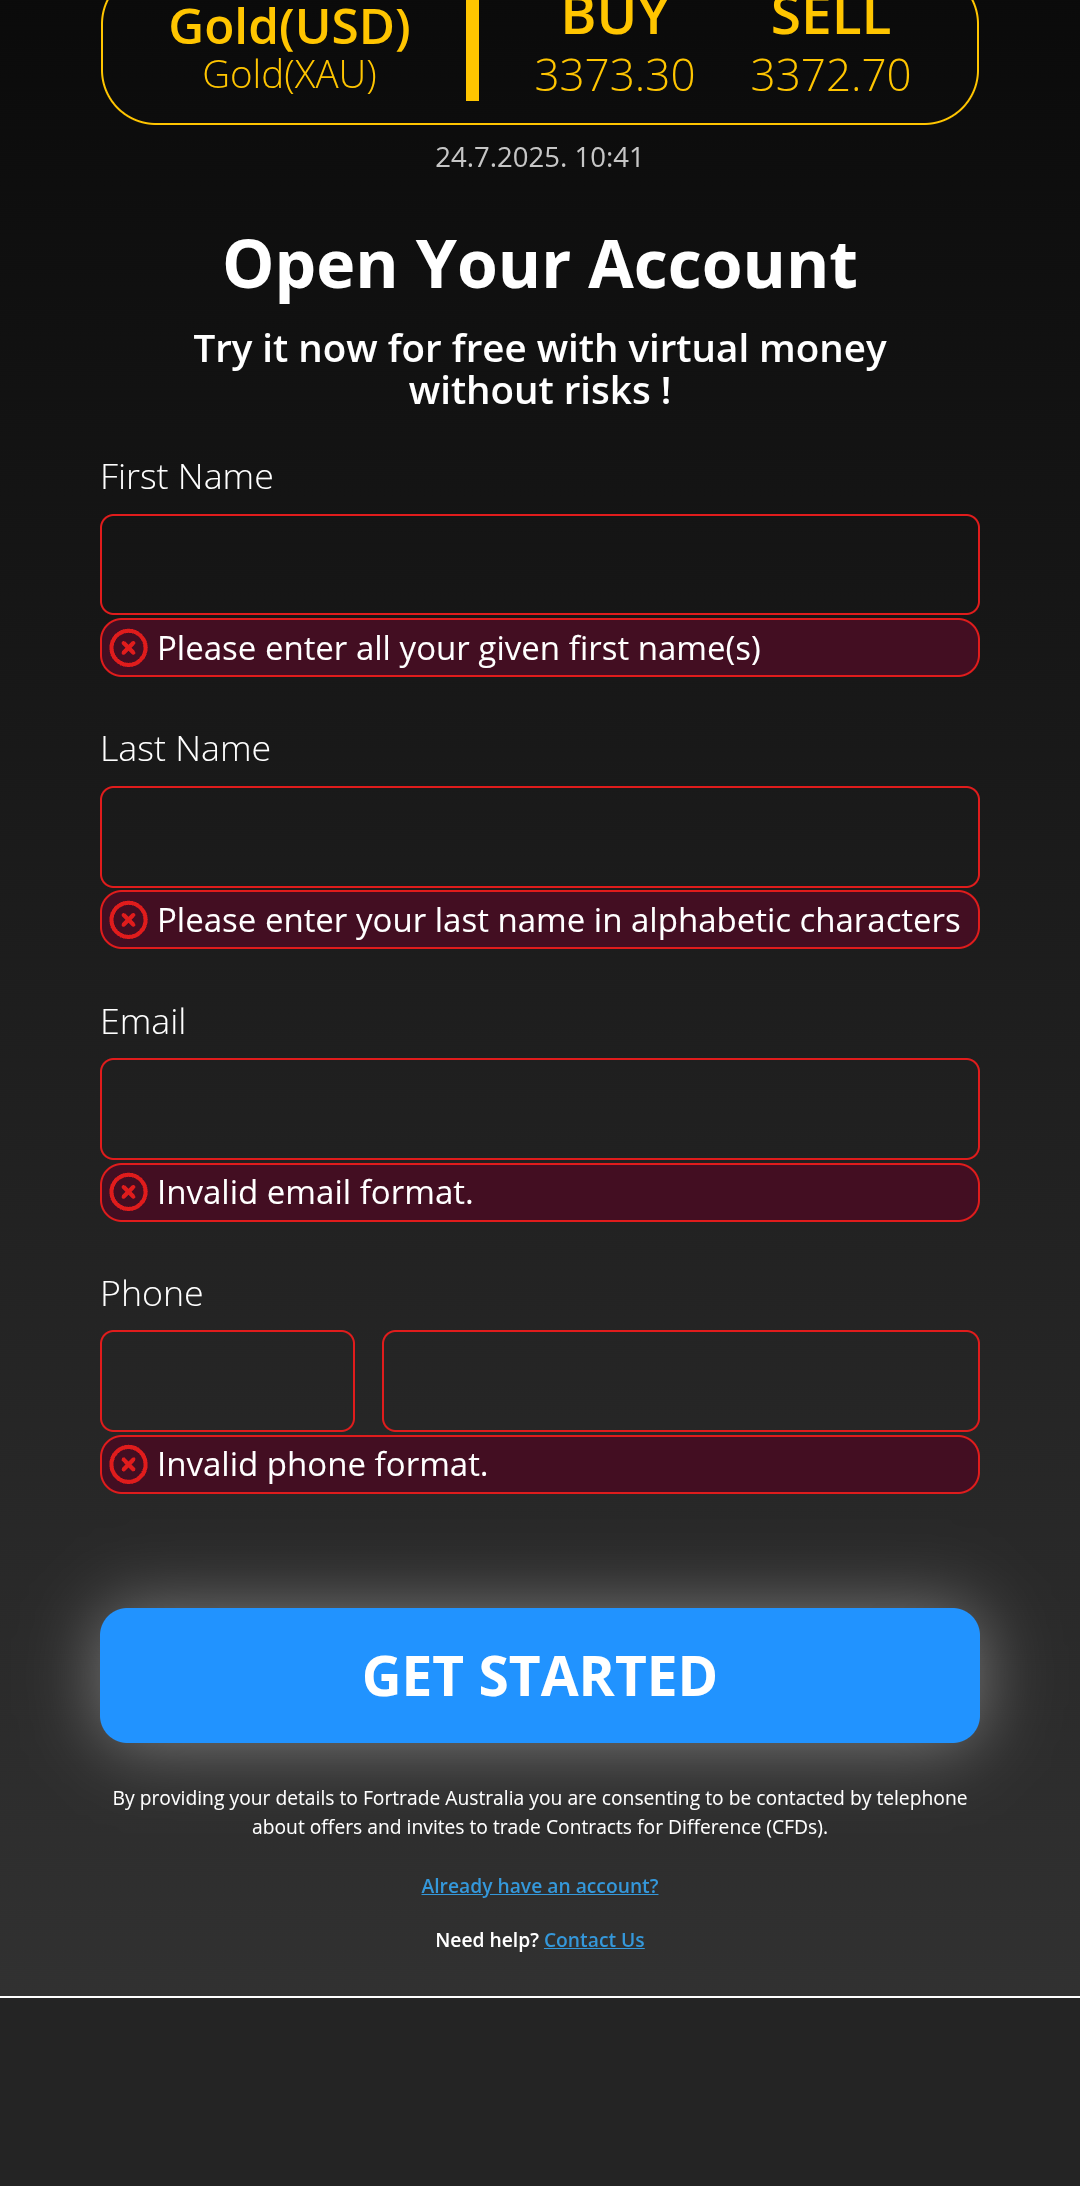 Gold(USD)
Gold(XAU)
BUY
3373.30
SELL
3372.70
24.7.2025. 10:41
Open Your Account
Try it now for free with virtual money
without risks !
First Name
Please enter all your given first name(s)
Last Name
Please enter your last name in alphabetic characters
Email
Invalid email format.
Phone
Invalid phone format.
GET STARTED
By providing your details to Fortrade Australia you are consenting to be contacted by telephone
about offers and invites to trade Contracts for Difference (CFDs).
Already have an account?
Need help? Contact Us